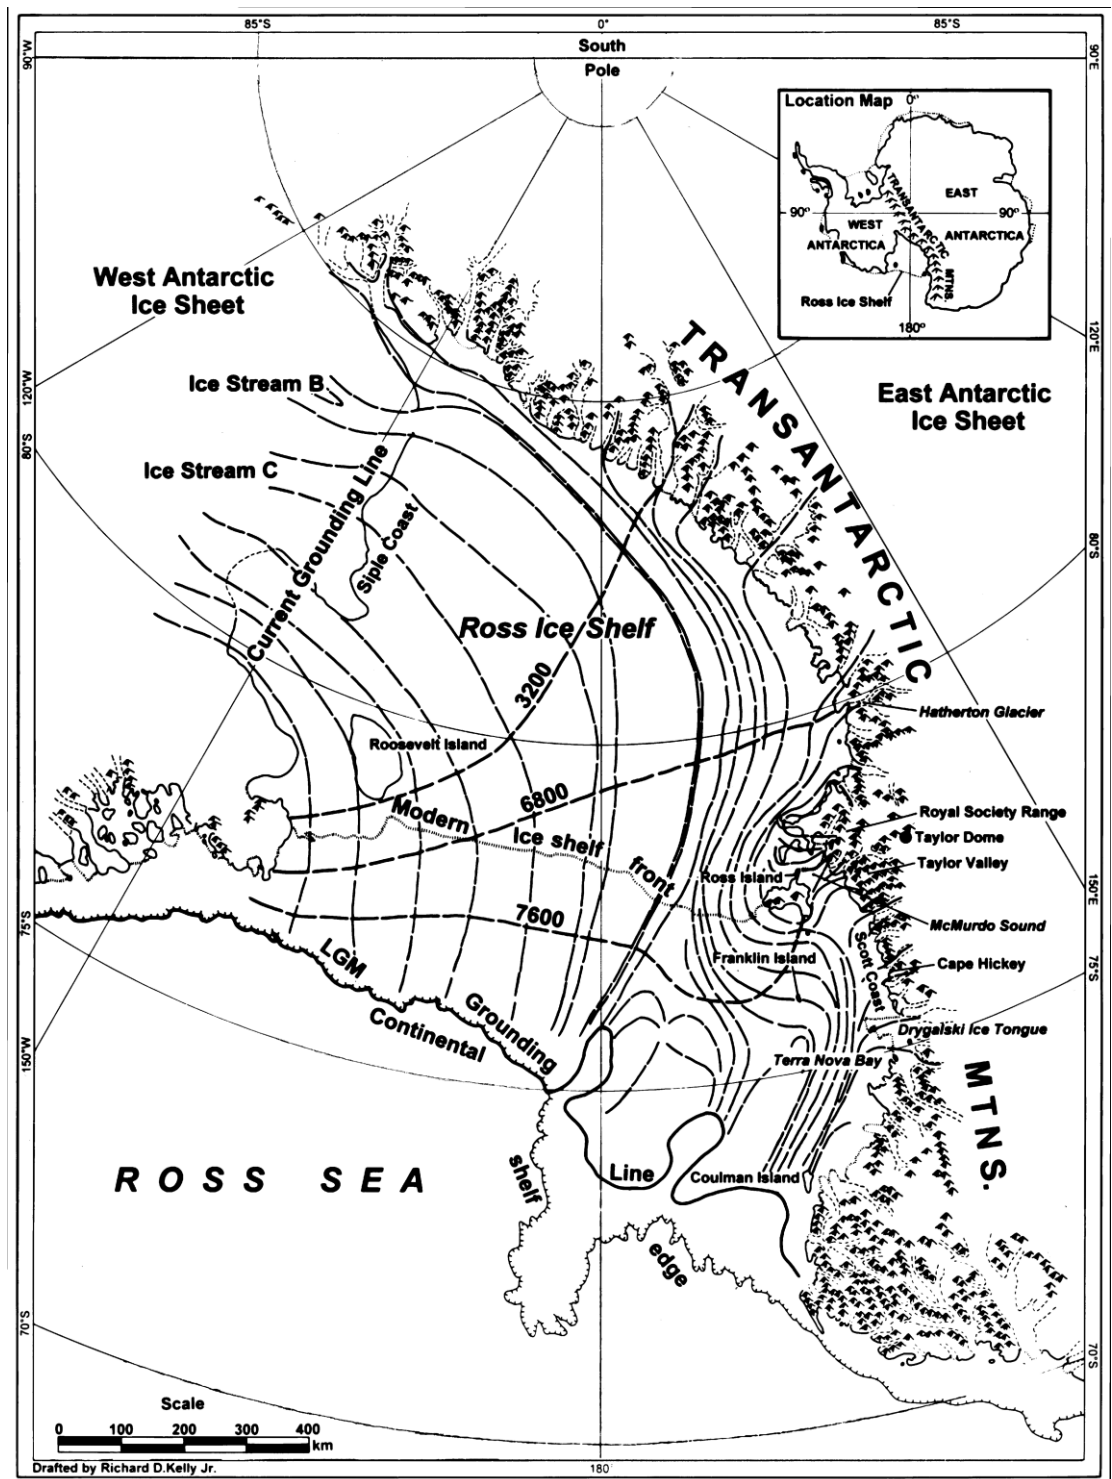 85°S
0°
85°S
90°W
South
Pole
90°E
Location Map
0°
TRANSANTARCTIC
MTNS.
EAST
90°
90°
WEST
ANTARCTICA
ANTARCTICA
Ross Ice Shelf
180°
West Antarctic
Ice Sheet
TRANSANTARCTIC
MTNS.
120°E
120°W
Ice Stream B
East Antarctic
Ice Sheet
80°S
Ice Stream C
Current Grounding Line
Siple Coast
80°S
Ross Ice Shelf
3200
Hatherton Glacier
Roosevelt Island
6800
Modern
Ice shelf
front
Royal Society Range
Taylor Dome
Taylor Valley
Ross Island
150°E
75°S
7600
McMurdo Sound
LGM
Grounding
Line
Franklin Island
Scott Coast
Cape Hickey
75°S
Continental
shelf
edge
Drygalski Ice Tongue
150°W
Terra Nova Bay
ROSS SEA
Coulman Island
70°S
70°S
Scale
0 100 200 300 400
km
Drafted by Richard D.Kelly Jr.
180°